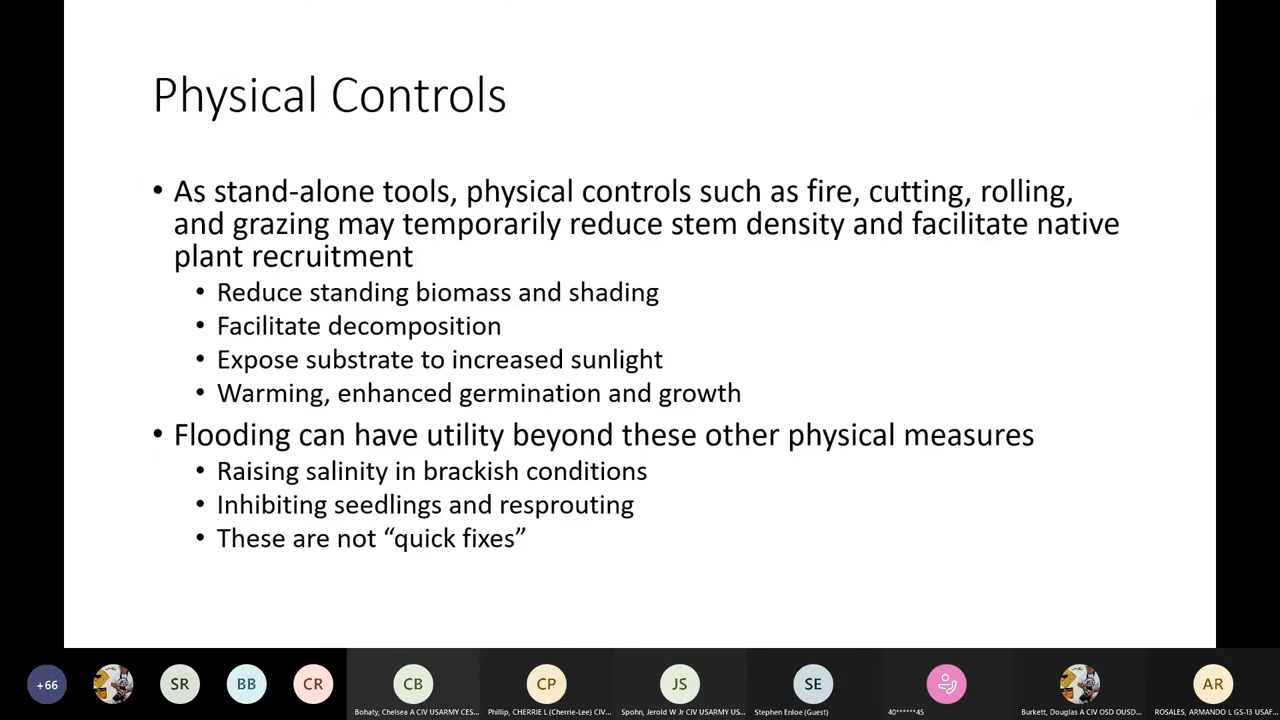 Physical Controls
• As stand-alone tools, physical controls such as fire, cutting, rolling,
and grazing may temporarily reduce stem density and facilitate native
plant recruitment
• Reduce standing biomass and shading
• Facilitate decomposition
• Expose substrate to increased sunlight
• Warming, enhanced germination and growth
• Flooding can have utility beyond these other physical measures
• Raising salinity in brackish conditions
• Inhibiting seedlings and resprouting
• These are not “quick fixes”
+66 SR BB CR CB CP JS SE AR
Bohaty, Chelsea A CIV USARMY CES... Phillip, CHERRIE L (Cherrie-Lee) CIV... Spohn, Jerold W Jr CIV USARMY US... Stephen Enloe (Guest) 40******45 Burkett, Douglas A CIV OSD OUSD... ROSALES, ARMANDO L GS-13 USAF...